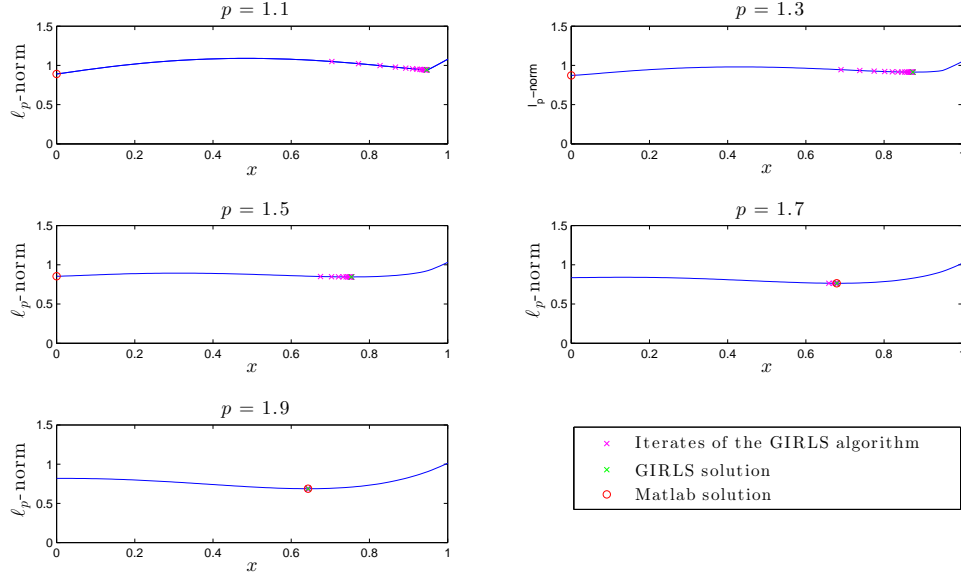 p = 1.1
1.5
1
0.5
0
ℓp-norm
0 0.2 0.4 0.6 0.8 1
x
p = 1.3
1.5
1
0.5
0
l_p-norm
0 0.2 0.4 0.6 0.8 1
x
p = 1.5
1.5
1
0.5
0
ℓp-norm
0 0.2 0.4 0.6 0.8 1
x
p = 1.7
1.5
1
0.5
0
ℓp-norm
0 0.2 0.4 0.6 0.8 1
x
p = 1.9
1.5
1
0.5
0
ℓp-norm
0 0.2 0.4 0.6 0.8 1
x
Iterates of the GIRLS algorithm
GIRLS solution
Matlab solution